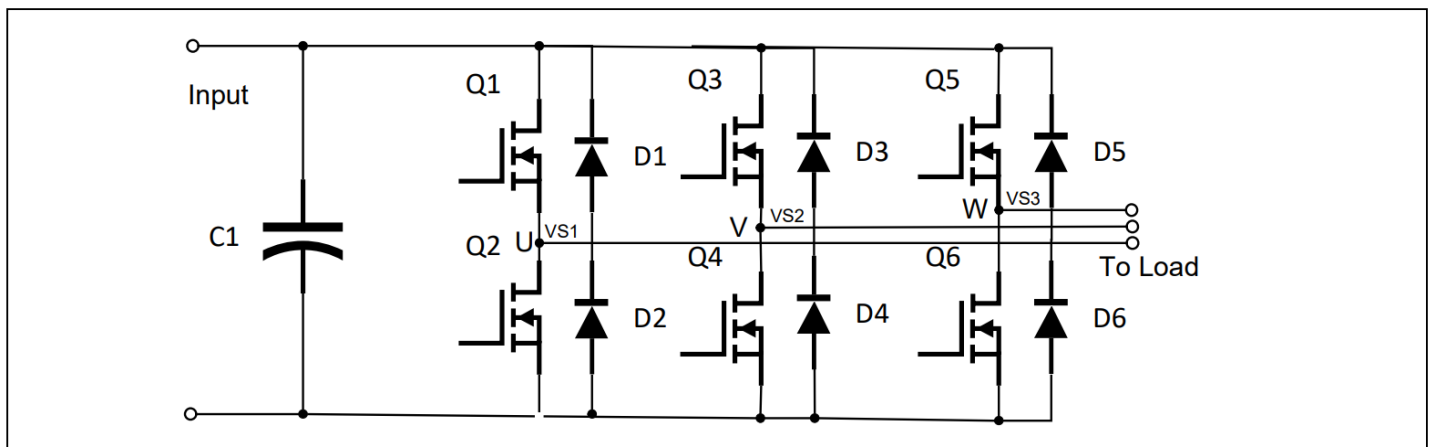 Input
C1
Q1
D1
Q3
D3
Q5
D5
U VS1
V VS2
W VS3
Q2
D2
Q4
D4
Q6
D6
To Load